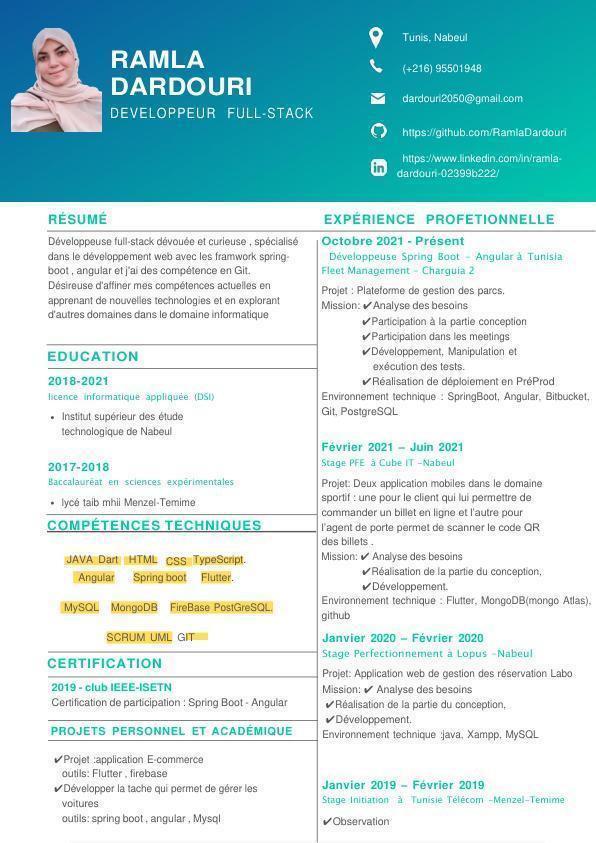 RAMLA
DARDOURI
DEVELOPPEUR FULL-STACK
Tunis, Nabeul
(+216) 95501948
dardouri2050@gmail.com
https://github.com/RamlaDardouri
https://www.linkedin.com/in/ramla-
dardouri-02399b222/
RÉSUMÉ
Développeuse full-stack dévouée et curieuse , spécialisé
dans le développement web avec les framwork spring-
boot , angular et j'ai des compétence en Git.
Désireuse d'affiner mes compétences actuelles en
apprenant de nouvelles technologies et en explorant
d'autres domaines dans le domaine informatique
EDUCATION
2018-2021
licence informatique appliquée (DSI)
• Institut supérieur des étude
technologique de Nabeul
2017-2018
Baccalauréat en sciences expérimentales
• lycé taib mhii Menzel-Temime
COMPÉTENCES TECHNIQUES
JAVA Dart HTML CSS TypeScript.
Angular Spring boot Flutter.
MySQL MongoDB FireBase PostGreSQL.
SCRUM UML GIT
CERTIFICATION
2019 - club IEEE-ISETN
Certification de participation : Spring Boot - Angular
PROJETS PERSONNEL ET ACADÉMIQUE
✔Projet :application E-commerce
outils: Flutter , firebase
✔Développer la tache qui permet de gérer les
voitures
outils: spring boot , angular , Mysql
EXPÉRIENCE PROFETIONNELLE
Octobre 2021 - Présent
Développeuse Spring Boot – Angular à Tunisia
Fleet Management – Charguia 2
Projet : Plateforme de gestion des parcs.
Mission: ✔Analyse des besoins
✔Participation à la partie conception
✔Participation dans les meetings
✔Développement, Manipulation et
exécution des tests.
✔Réalisation de déploiement en PréProd
Environnement technique : SpringBoot, Angular, Bitbucket,
Git, PostgreSQL
Février 2021 – Juin 2021
Stage PFE à Cube IT -Nabeul
Projet: Deux application mobiles dans le domaine
sportif : une pour le client qui lui permettre de
commander un billet en ligne et l'autre pour
l'agent de porte permet de scanner le code QR
des billets .
Mission: ✔ Analyse des besoins
✔Réalisation de la partie du conception,
✔Développement.
Environnement technique : Flutter, MongoDB(mongo Atlas),
github
Janvier 2020 – Février 2020
Stage Perfectionnement à Lopus -Nabeul
Projet: Application web de gestion des réservation Labo
Mission: ✔ Analyse des besoins
✔Réalisation de la partie du conception,
✔Développement.
Environnement technique :java, Xampp, MySQL
Janvier 2019 – Février 2019
Stage Initiation à Tunisie Télécom -Menzel-Temime
✔Observation